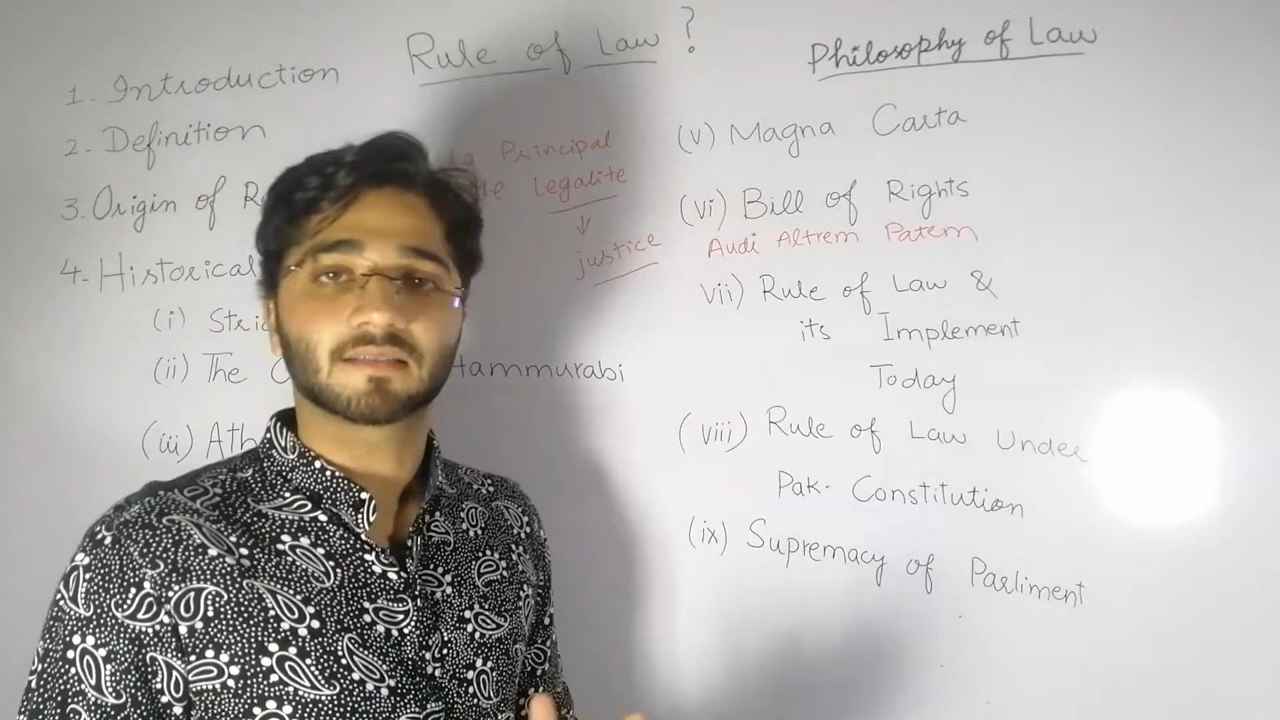 Rule of Law ?
Philosophy of Law
1. Introduction
2. Definition
3. Origin of
4. Historical
(i)
(ii) The
Hammurabi
(iii)
Principal
Legalite
↓
justice
(v) Magna Carta
(vi) Bill of Rights
Audi Altrem Patem
vii) Rule of Law &
its Implement
Today
(viii) Rule of Law Under
Pak. Constitution
(ix) Supremacy of Parliment